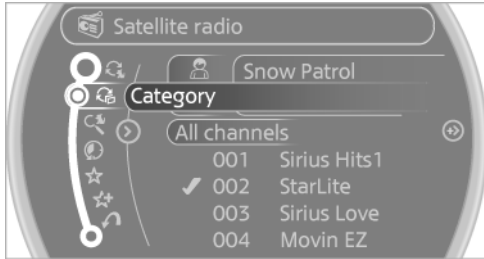 Satellite radio
Snow Patrol
Category
All channels
001 Sirius Hits1
002 StarLite
003 Sirius Love
004 Movin EZ